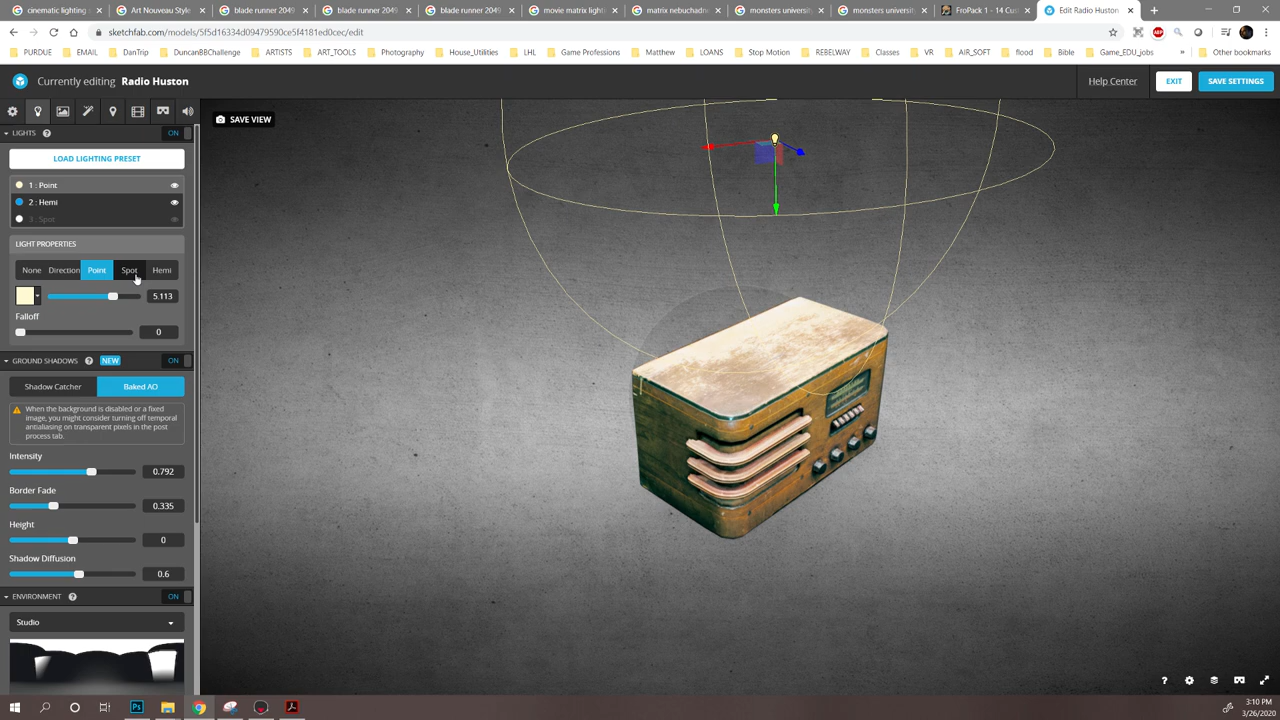 cinematic lighting s
Art Nouveau Style
blade runner 2049
blade runner 2049
blade runner 2049
movie matrix lighti
matrix nebuchadn
monsters university
monsters university
FroPack 1 - 14 Cust
Edit Radio Huston
sketchfab.com/models/5f5d16334d09479590ce5f4181ed0cec/edit
PURDUE
EMAIL
DanTrip
DuncanBBChallenge
ARTISTS
ART_TOOLS
Photography
House_Utilities
LHL
Game Professions
Matthew
LOANS
Stop Motion
REBELWAY
Classes
VR
AIR_SOFT
flood
Bible
Game_EDU_jobs
»
Other bookmarks
Currently editing Radio Huston
Help Center
EXIT
SAVE SETTINGS
LIGHTS ?
ON
SAVE VIEW
LOAD LIGHTING PRESET
1 : Point
2 : Hemi
3 : Spot
LIGHT PROPERTIES
None Direction Point Spot Hemi
5.113
Falloff
0
GROUND SHADOWS ? NEW
ON
Shadow Catcher Baked AO
When the background is disabled or a fixed
image, you might consider turning off temporal
antialiasing on transparent pixels in the post
process tab.
Intensity
0.792
Border Fade
0.335
Height
0
Shadow Diffusion
0.6
ENVIRONMENT ?
ON
Studio
?
3:10 PM
3/26/2020